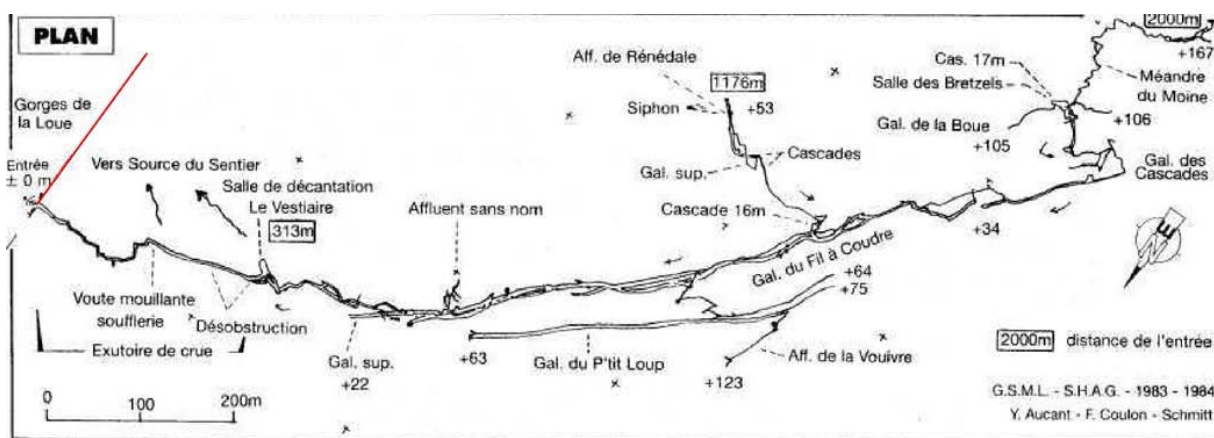 PLAN
2000m
+167
Aff. de Rénédale
Cas. 17m
Salle des Bretzels
Méandre
du Moine
1176m
Siphon
+53
Gorges de
la Loue
Gal. de la Boue
+106
+105
Entrée
± 0 m
Vers Source du Sentier
Cascades
Gal. sup.
Gal. des
Cascades
Salle de décantation
Le Vestiaire
313m
Affluent sans nom
Cascade 16m
+34
Gal. du Fil à Coudre
+64
+75
Voute mouillante
soufflerie
Désobstruction
Exutoire de crue
Gal. sup.
+22
+63
Gal. du P'tit Loup
+123
Aff. de la Vouivre
2000m distance de l'entrée
0 100 200m
G.S.M.L. - S.H.A.G. - 1983 - 1984
Y. Aucant - F. Coulon - Schmitt